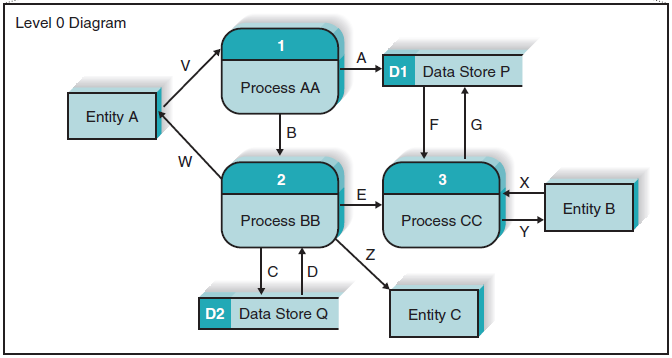 Level 0 Diagram
1
V
A
D1 Data Store P
Process AA
Entity A
B
F
G
W
2
3
X
E
Entity B
Process BB
Process CC
Y
Z
C
D
D2 Data Store Q
Entity C